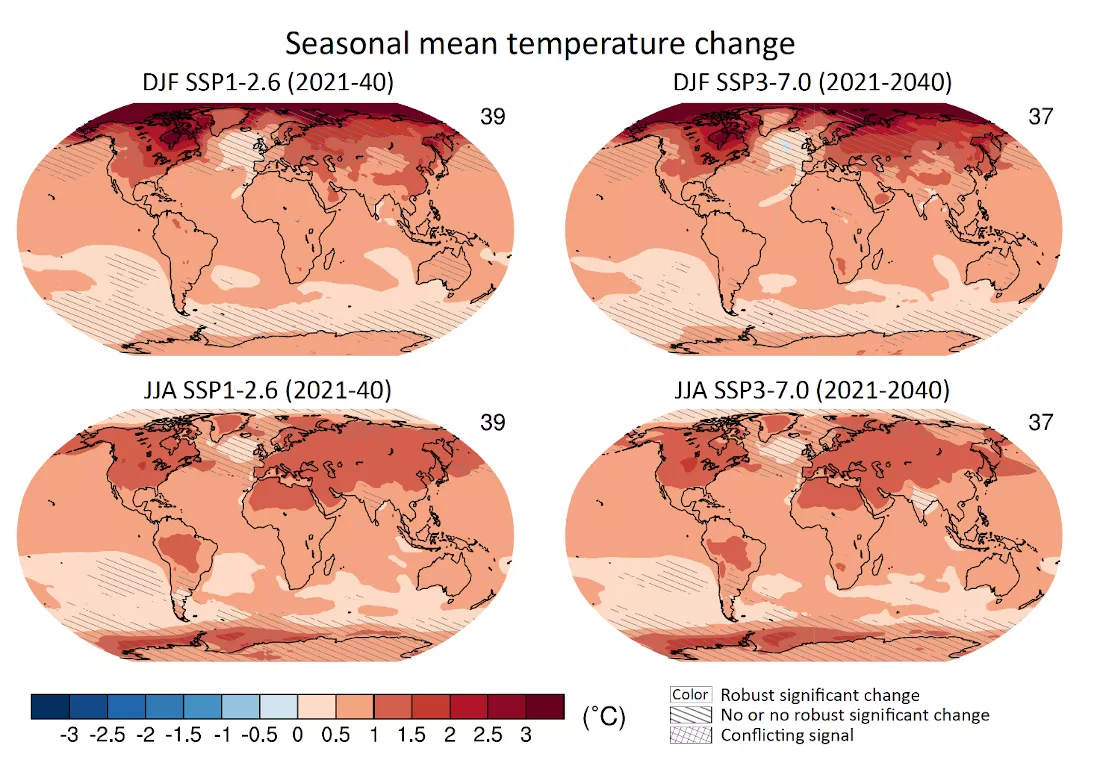 Seasonal mean temperature change
DJF SSP1-2.6 (2021-40)
39
DJF SSP3-7.0 (2021-2040)
37
JJA SSP1-2.6 (2021-40)
39
JJA SSP3-7.0 (2021-2040)
37
-3 -2.5 -2 -1.5 -1 -0.5 0 0.5 1 1.5 2 2.5 3
(°C)
Color Robust significant change
No or no robust significant change
Conflicting signal